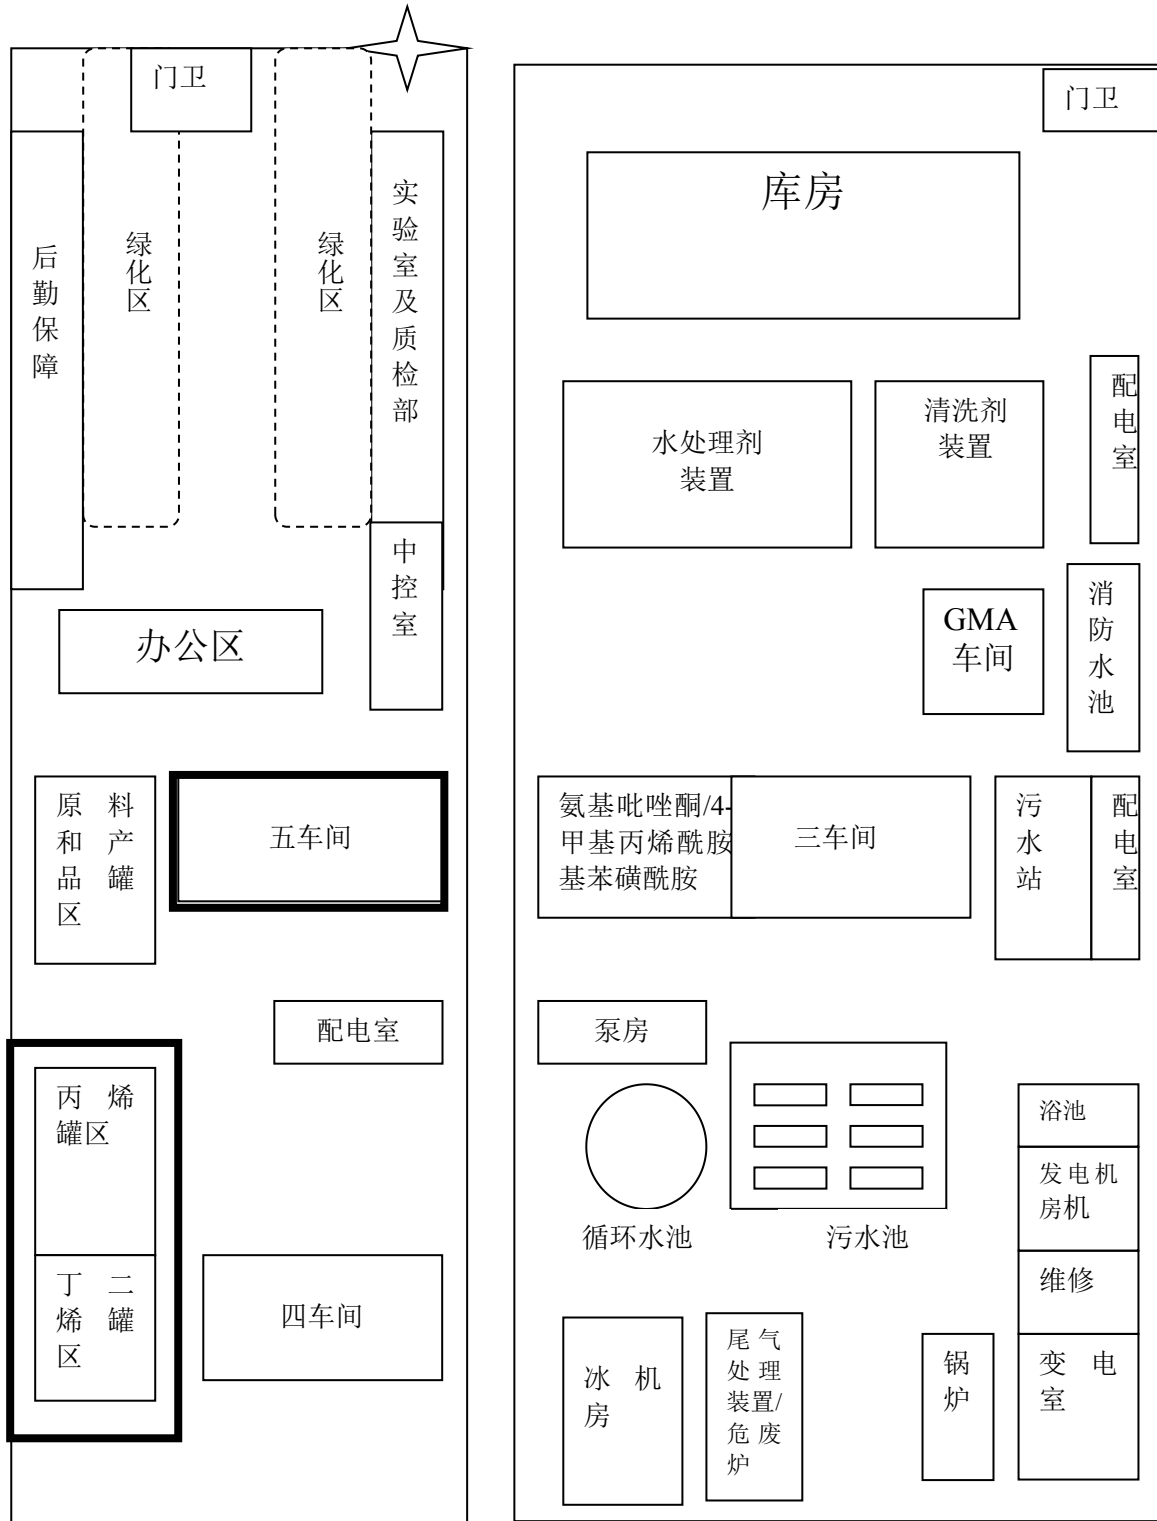 门卫
后勤保障
绿化区
绿化区
实验室及质检部
中控室
办公区
原 料
和 产
品 罐
区
五车间
配电室
丙 烯
罐区
丁 二
烯 罐
区
四车间
门卫
库房
水处理剂
装置
清洗剂
装置
配电室
GMA
车间
消防水池
氨基吡唑酮/4-
甲基丙烯酰胺
基苯磺酰胺
三车间
污水站
配电室
泵房
循环水池
污水池
浴池
发电机
房机
维修
变 电
室
冰 机
房
尾 气
处 理
装置/
危 废
炉
锅炉